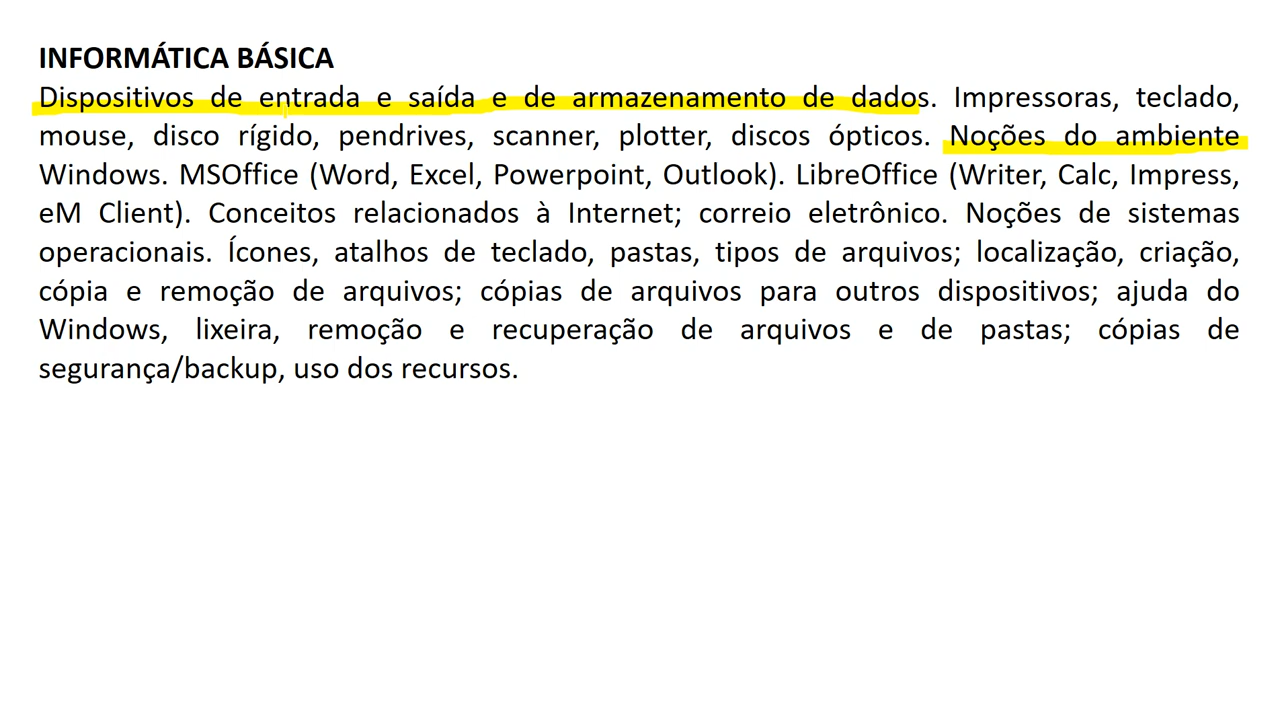 INFORMÁTICA BÁSICA
Dispositivos de entrada e saída e de armazenamento de dados. Impressoras, teclado,
mouse, disco rígido, pendrives, scanner, plotter, discos ópticos. Noções do ambiente
Windows. MSOffice (Word, Excel, Powerpoint, Outlook). LibreOffice (Writer, Calc, Impress,
eM Client). Conceitos relacionados à Internet; correio eletrônico. Noções de sistemas
operacionais. Ícones, atalhos de teclado, pastas, tipos de arquivos; localização, criação,
cópia e remoção de arquivos; cópias de arquivos para outros dispositivos; ajuda do
Windows, lixeira, remoção e recuperação de arquivos e de pastas; cópias de
segurança/backup, uso dos recursos.